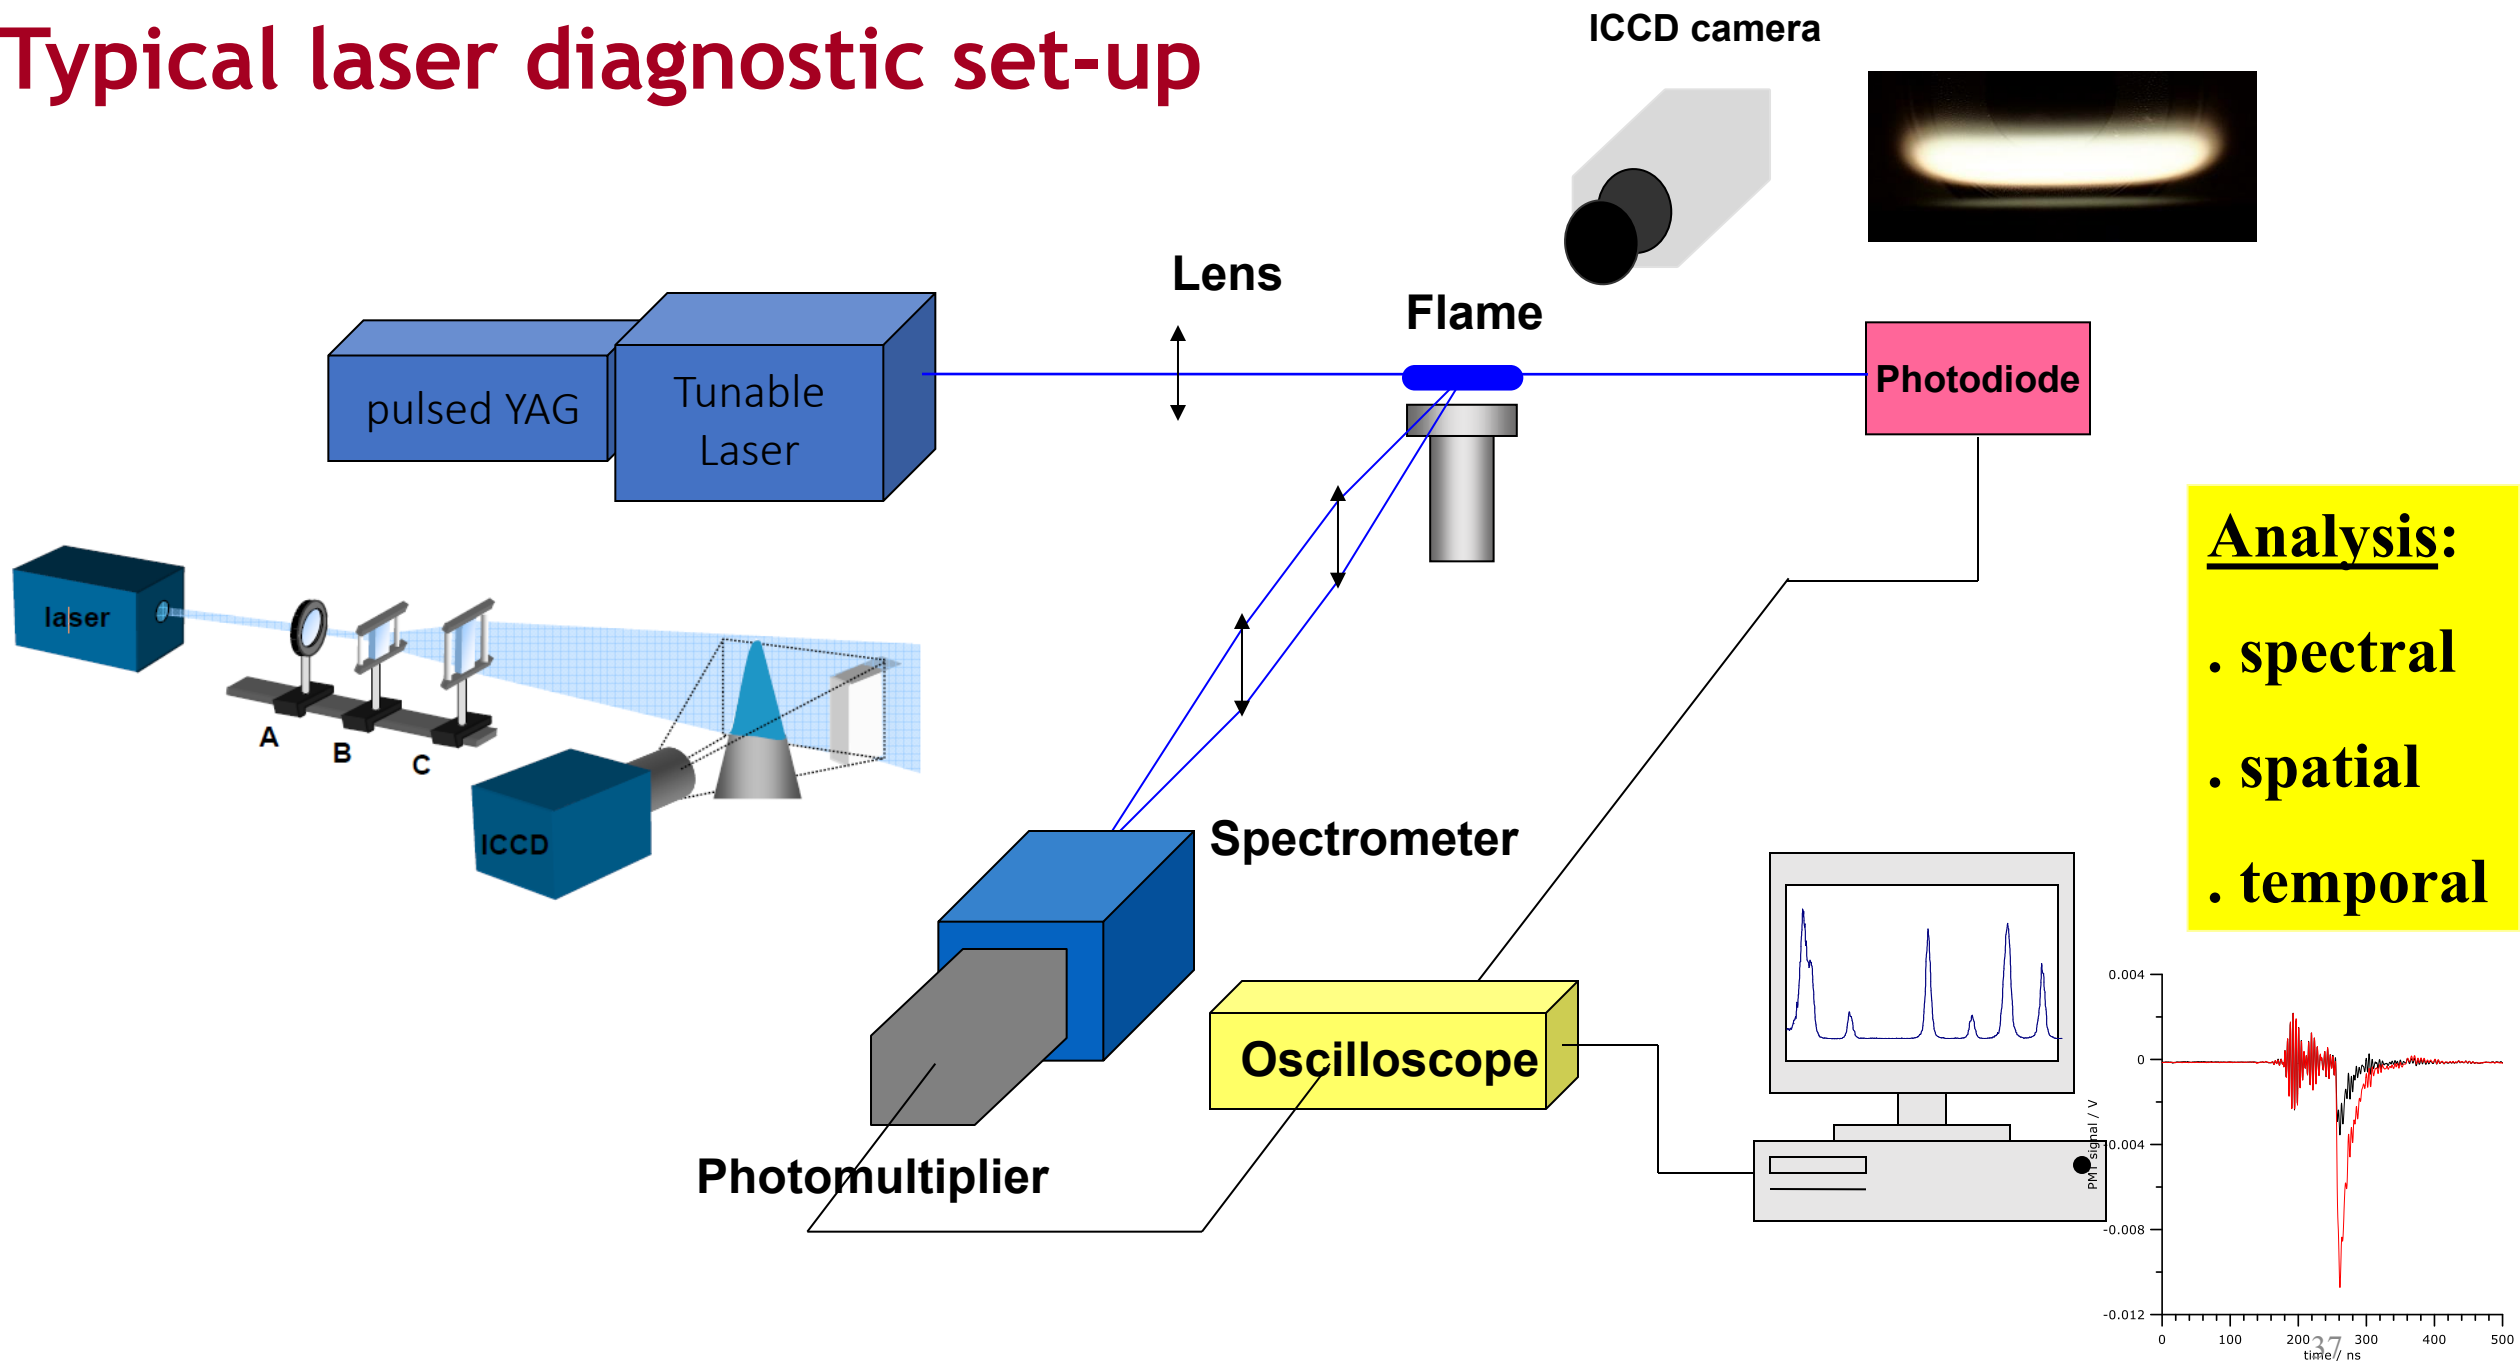 Typical laser diagnostic set-up
ICCD camera
Lens
Flame
pulsed YAG
Tunable
Laser
Photodiode
laser
A
B
C
ICCD
Analysis:
. spectral
. spatial
. temporal
Spectrometer
Oscilloscope
Photomultiplier
0.004
0
-0.004
-0.008
-0.012
PMT signal / V
0
100
200
300
400
500
time / ns
37